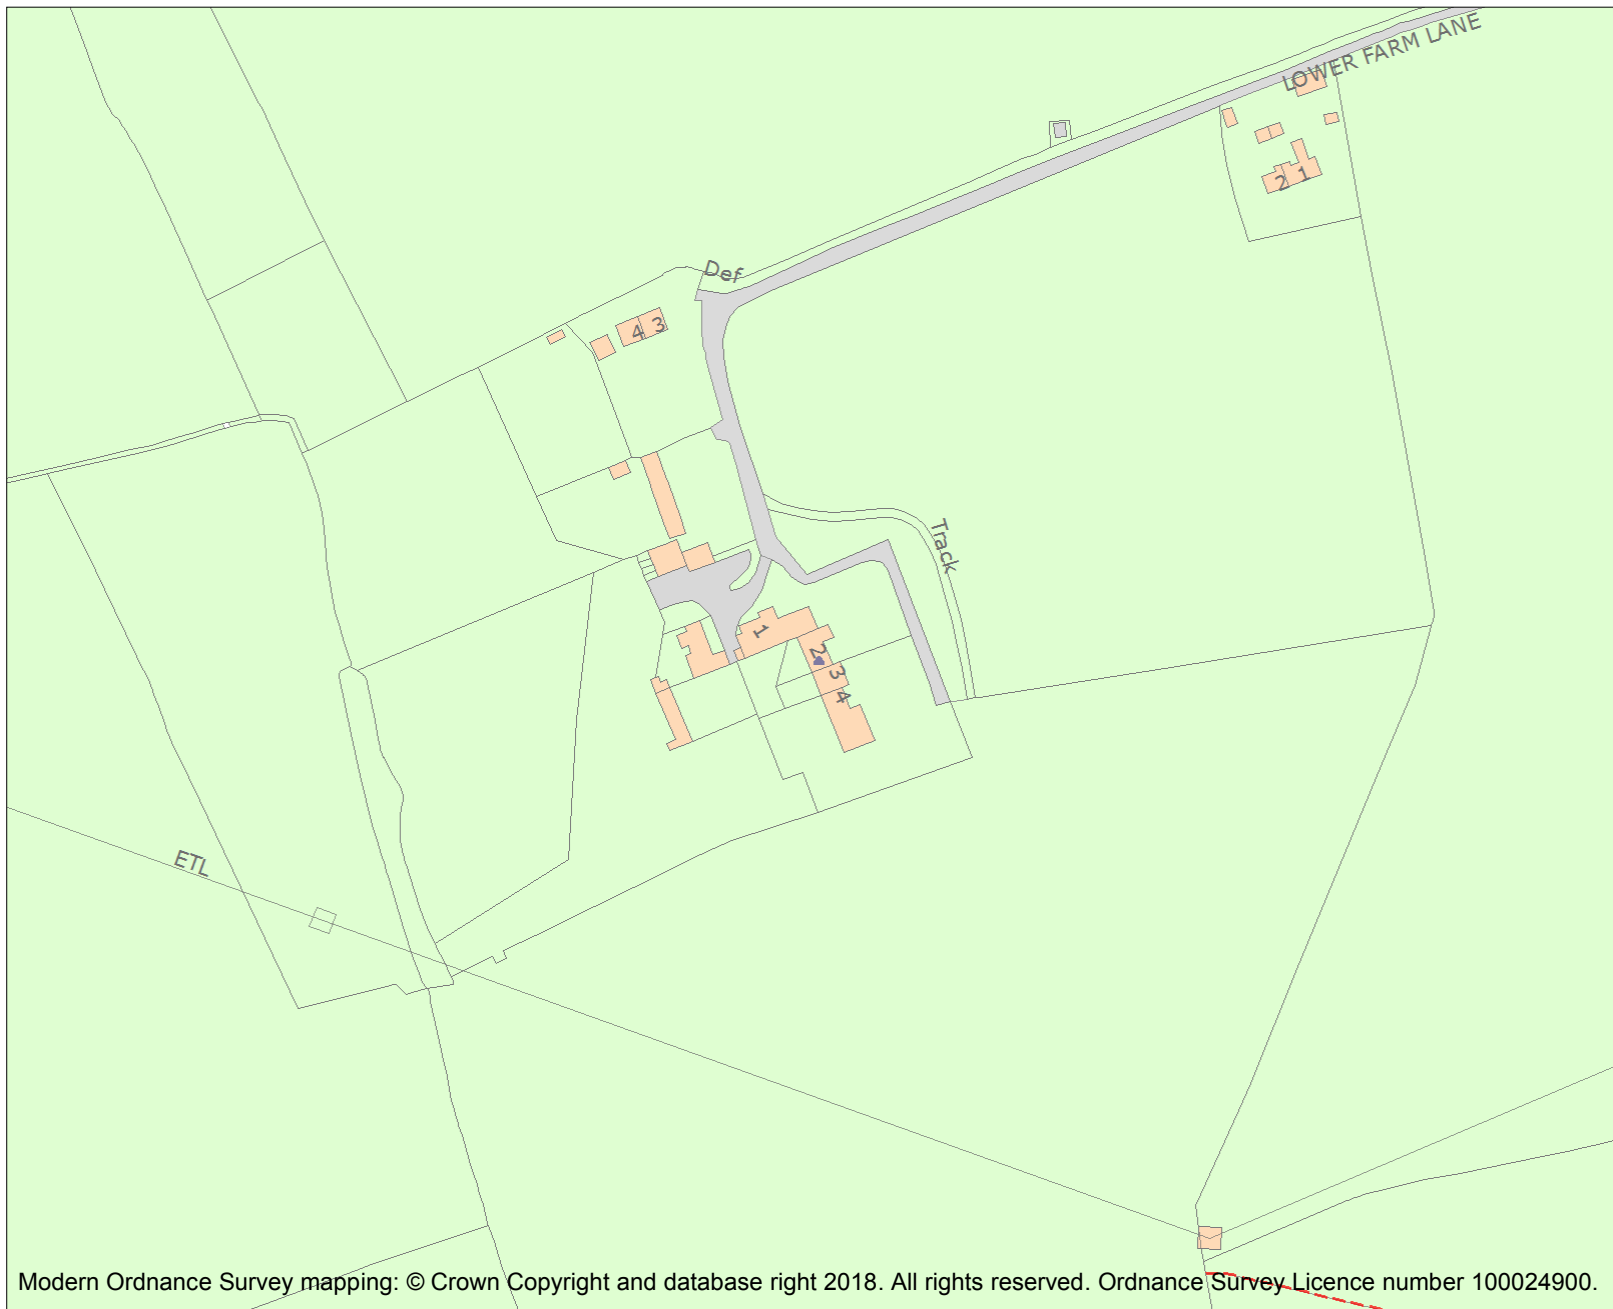 LOWER FARM LANE
2 1
Def
4 3
Track
1
2
3
4
ETL
Modern Ordnance Survey mapping: © Crown Copyright and database right 2018. All rights reserved. Ordnance Survey Licence number 100024900.